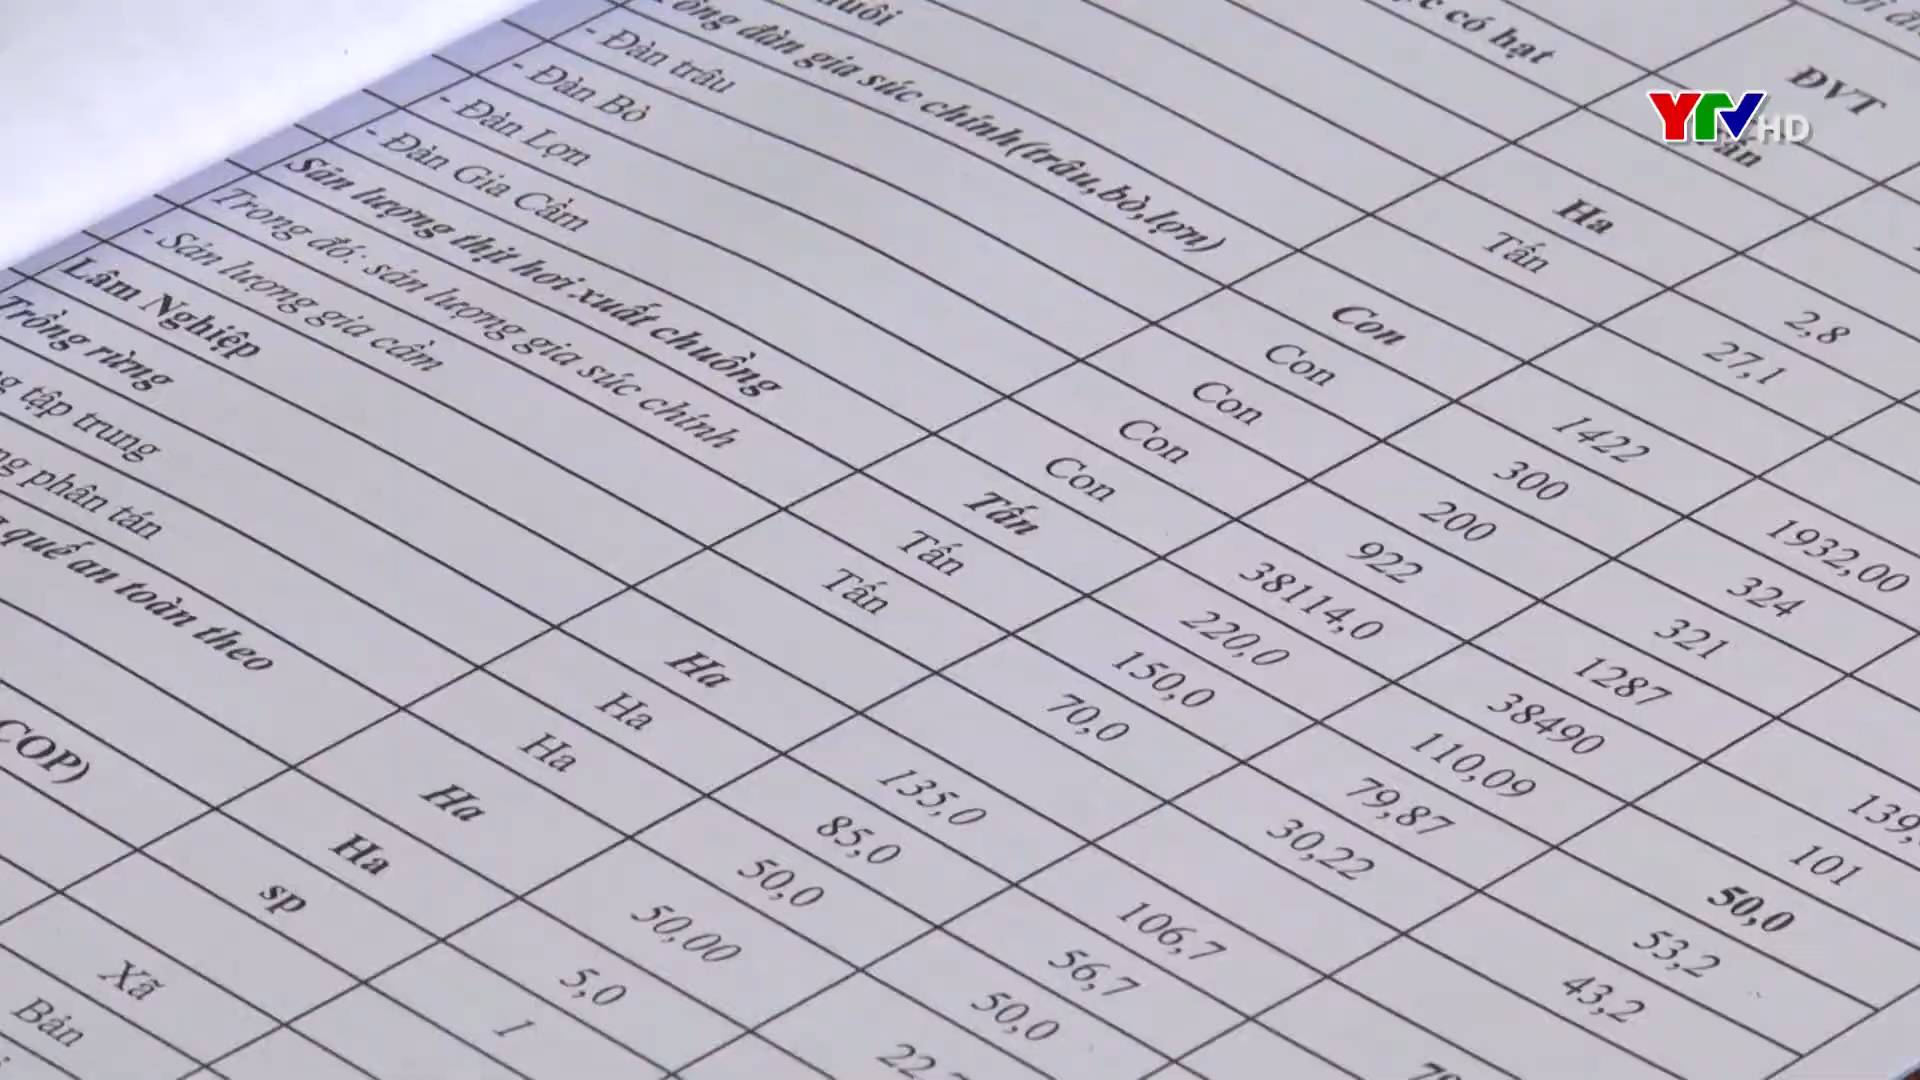 ĐVT
YTV HD
có hạt
Ha 2,8
Tấn 27,1
- Đàn gia súc chính(trâu,bò,lợn) Con 1422 1932,00
- Đàn trâu Con 300 324
- Đàn Bò Con 200 321
- Đàn Lợn Con 922 1287 139,
- Đàn Gia Cầm Con 38114,0 38490 101
Sản lượng thịt hơi xuất chuồng Tấn 220,0 110,09 50,0
Trong đó: sản lượng gia súc chính Tấn 150,0 79,87 53,2
- Sản lượng gia cầm Tấn 70,0 30,22 43,2
Lâm Nghiệp
Trồng rừng Ha 135,0 106,7
tập trung Ha 85,0 56,7
phân tán Ha 50,0 50,0
quế an toàn theo Ha 50,00
Ha 5,0
COP) sp 1
Xã
Bản